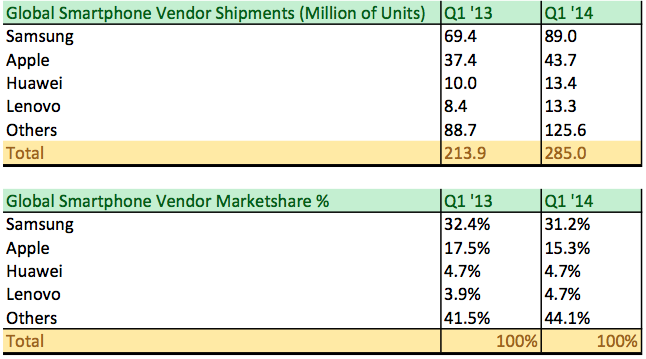 Global Smartphone Vendor Shipments (Million of Units) Q1 '13 Q1 '14
Samsung 69.4 89.0
Apple 37.4 43.7
Huawei 10.0 13.4
Lenovo 8.4 13.3
Others 88.7 125.6
Total 213.9 285.0
Global Smartphone Vendor Marketshare % Q1 '13 Q1 '14
Samsung 32.4% 31.2%
Apple 17.5% 15.3%
Huawei 4.7% 4.7%
Lenovo 3.9% 4.7%
Others 41.5% 44.1%
Total 100% 100%